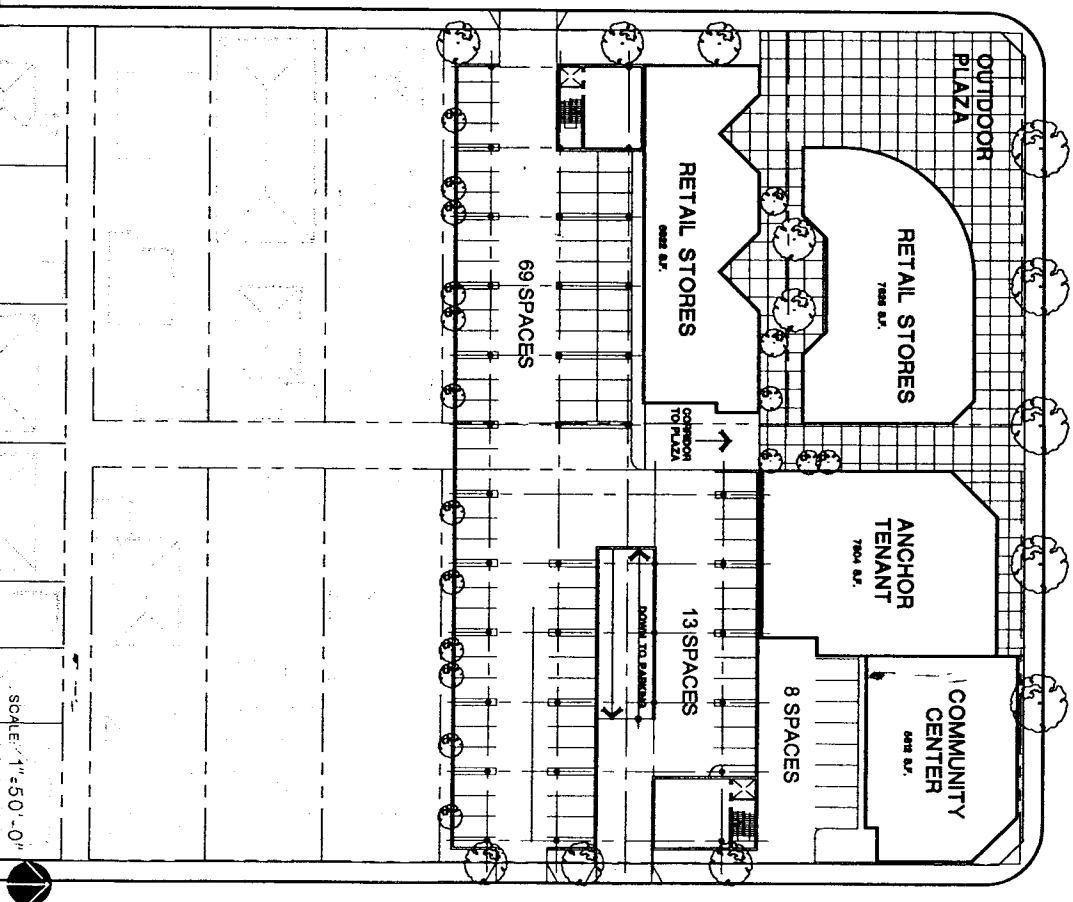 OUTDOOR
PLAZA
RETAIL STORES
RETAIL STORES
69 SPACES
CORRIDOR
TO PLAZA
ANCHOR
TENANT
7804 S.F.
13 SPACES
DOWN TO PARKING
8 SPACES
COMMUNITY
CENTER
SCALE: 1"=50'-0"